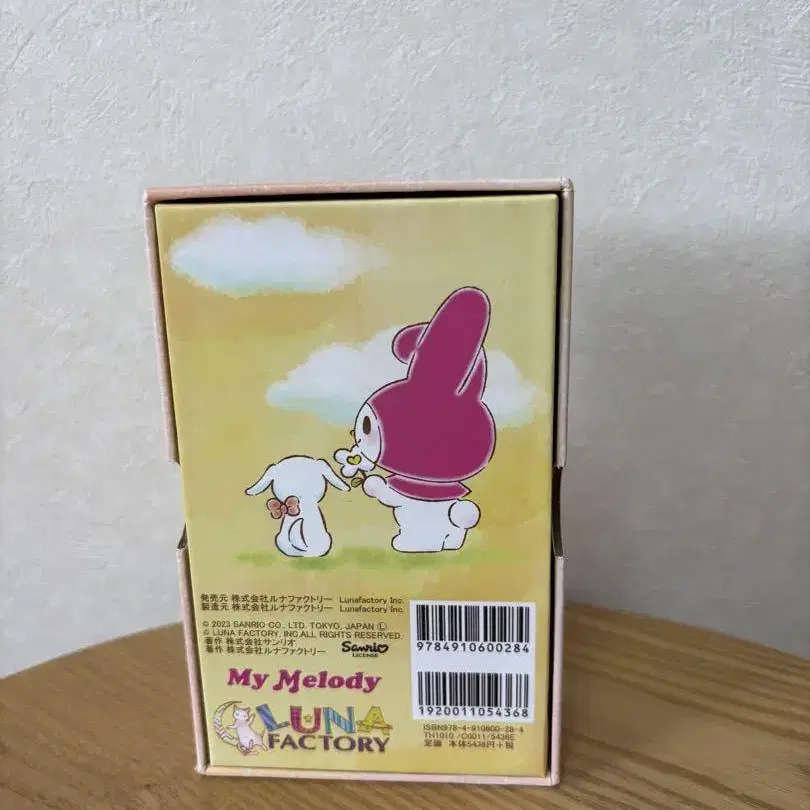 発売元 株式会社ルナファクトリー Lunafactory Inc.
製造元 株式会社ルナファクトリー Lunafactory Inc.
© 2023 SANRIO CO., LTD. TOKYO, JAPAN Ⓛ
© LUNA FACTORY, INC.ALL RIGHTS RESERVED.
著作 株式会社サンリオ
著作 株式会社ルナファクトリー
Sanrio
LICENSE
My Melody
LUNA
FACTORY
9784910600284
1920011054368
ISBN978-4-910600-28-4
TH1010 /C0011/5436E
定価 本体5436円+税